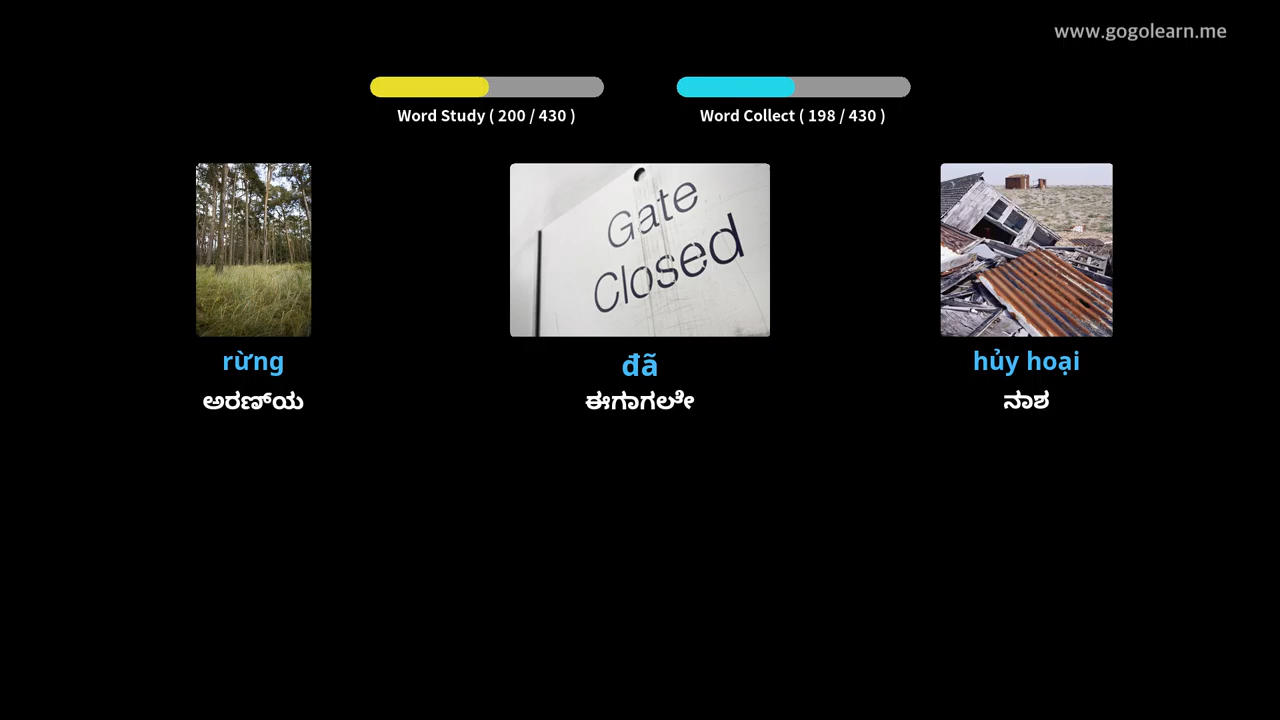 www.gogolearn.me
Word Study ( 200 / 430 )
Word Collect ( 198 / 430 )
Gate
Closed
rừng
đã
hủy hoại
ಅರಣ್ಯ
ಈಗಾಗಲೇ
ನಾಶ